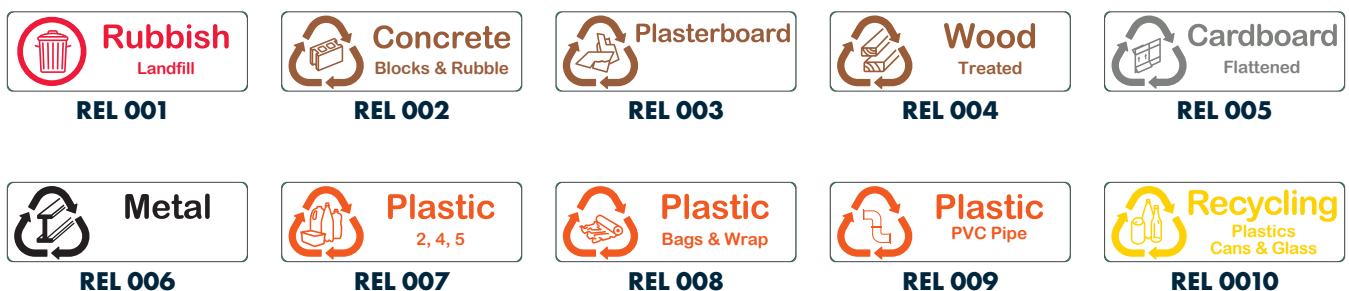 Rubbish
Landfill
REL 001
Concrete
Blocks & Rubble
REL 002
Plasterboard
REL 003
Wood
Treated
REL 004
Cardboard
Flattened
REL 005
Metal
REL 006
Plastic
2, 4, 5
REL 007
Plastic
Bags & Wrap
REL 008
Plastic
PVC Pipe
REL 009
Recycling
Plastics
Cans & Glass
REL 0010